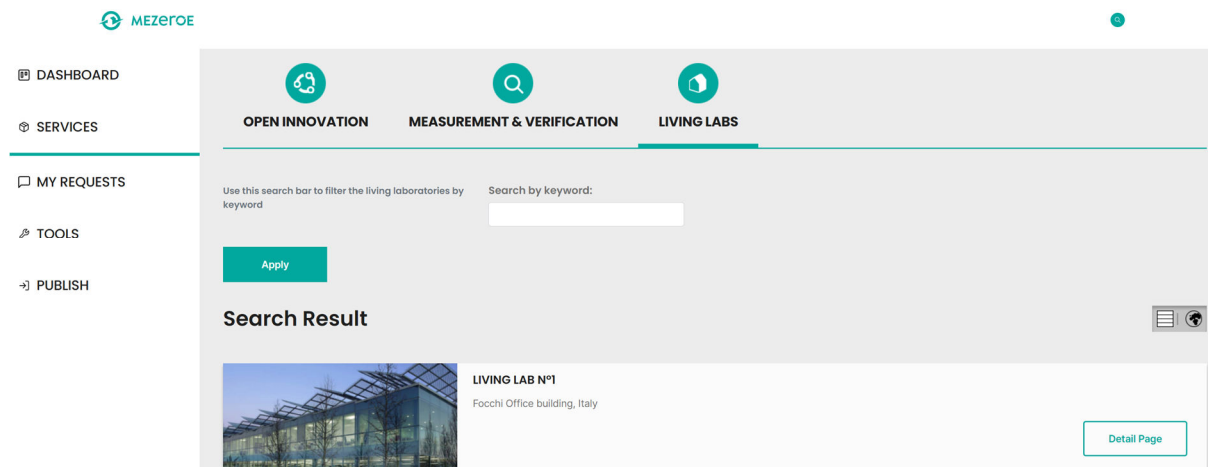 MEZeroE
DASHBOARD
SERVICES
MY REQUESTS
TOOLS
PUBLISH
OPEN INNOVATION
MEASUREMENT & VERIFICATION
LIVING LABS
Use this search bar to filter the living laboratories by
keyword
Search by keyword:
Apply
Search Result
LIVING LAB Nº1
Focchi Office building, Italy
Detail Page